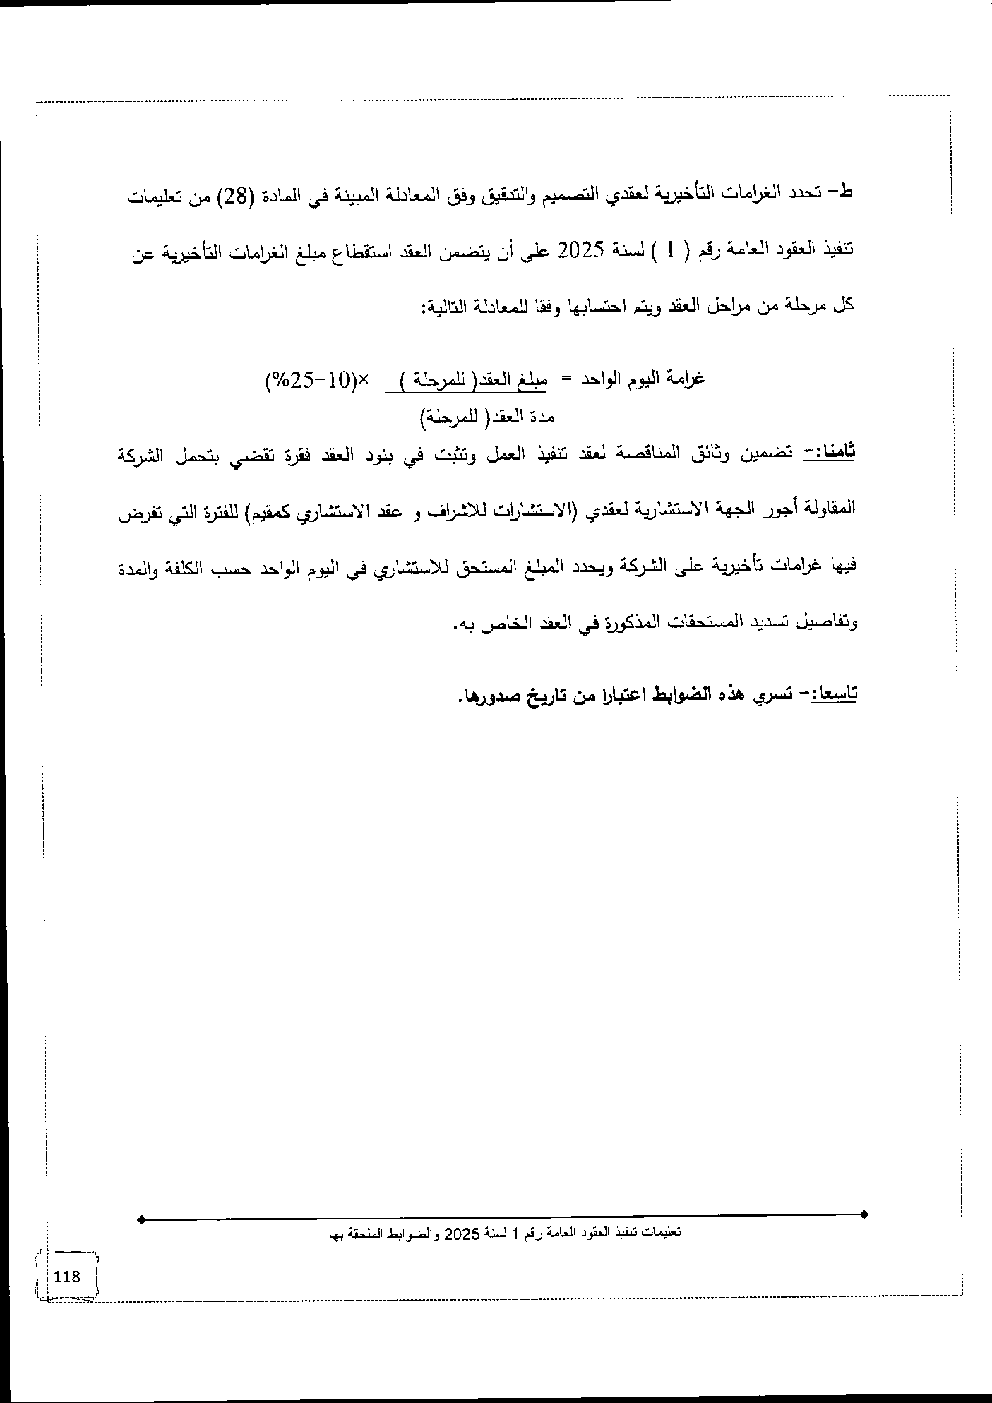 ط- تحدد الغرامات التأخيرية لعقدي التصميم والتدقيق وفق المعادلة المبينة في المادة (28) من تعليمات
تنفيذ العقود العامة رقم ( 1 ) لسنة 2025 على أن يتضمن العقد استقطاع مبلغ الغرامات التأخيرية عن
كل مرحلة من مراحل العقد ويتم احتسابها وفقا للمعادلة التالية:
غرامة اليوم الواحد = مبلغ العقد( للمرحلة ) ×(10-25%)
مدة العقد( للمرحلة)
ثامنا:- تضمين وثائق المناقصة لعقد تنفيذ العمل وتثبت في بنود العقد فقرة تقضي بتحمل الشركة
المقاولة أجور الجهة الاستشارية لعقدي (الاستشارات للاشراف و عقد الاستشاري كمقيم) للفترة التي تفرض
فيها غرامات تأخيرية على الشركة ويحدد المبلغ المستحق للاستشاري في اليوم الواحد حسب الكلفة والمدة
وتفاصيل تسديد المستحقات المذكورة في العقد الخاص به.
تاسعا:- تسري هذه الضوابط اعتبارا من تاريخ صدورها.
تعليمات تنفيذ العقود العامة رقم 1 لسنة 2025 والضوابط الملحقة بها
118